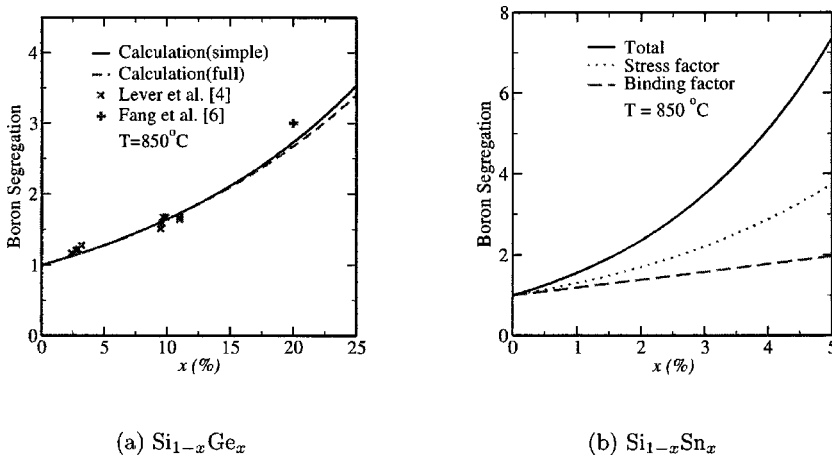 4
3
2
1
0
Boron Segregation
Calculation(simple)
Calculation(full)
Lever et al. [4]
Fang et al. [6]
T=850°C
0 5 10 15 20 25
x (%)
(a) Si₁₋ₓGeₓ
8
6
4
2
0
Boron Segregation
Total
Stress factor
Binding factor
T = 850 °C
0 1 2 3 4 5
x (%)
(b) Si₁₋ₓSnₓ